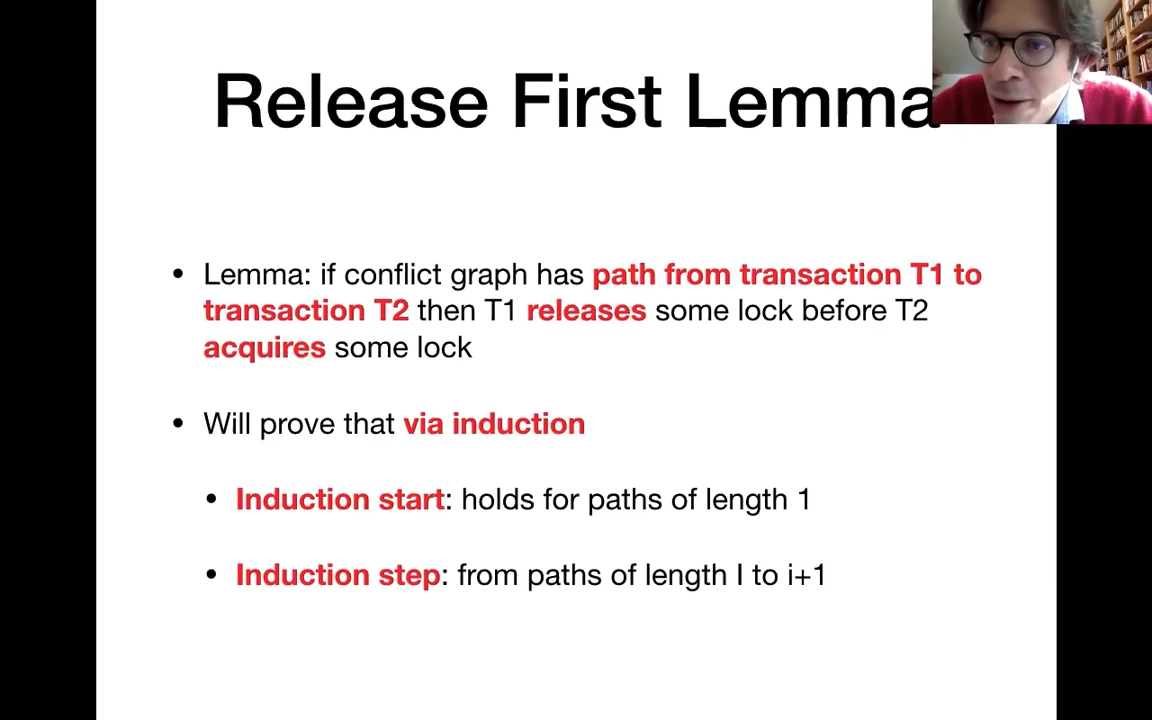 Release First Lemma
• Lemma: if conflict graph has path from transaction T1 to
transaction T2 then T1 releases some lock before T2
acquires some lock
• Will prove that via induction
• Induction start: holds for paths of length 1
• Induction step: from paths of length I to i+1